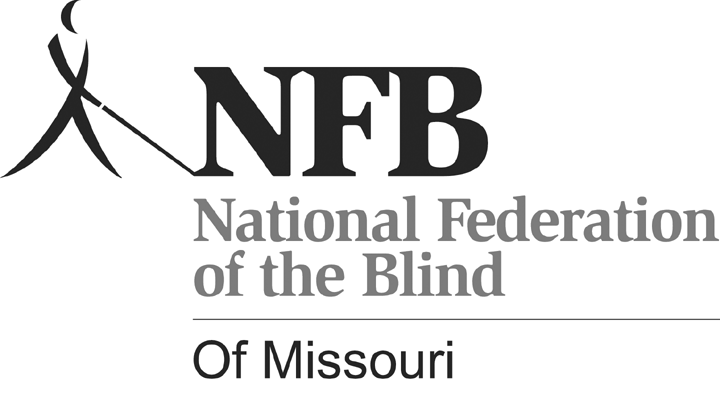 NFB
National Federation
of the Blind
Of Missouri